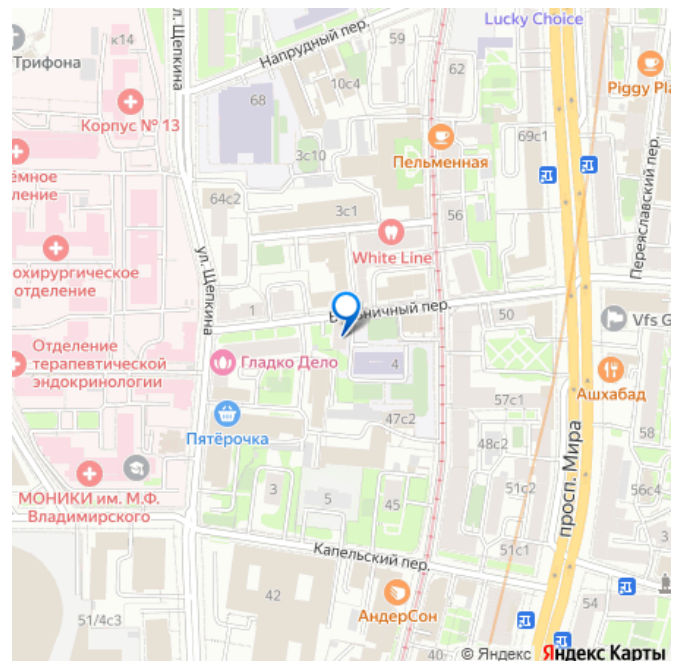 Lucky Choice
к14
59
Трифона
Напрудный пер.
ул. Щепкина
62
10с4
Piggy Pla
68
Корпус № 13
69с1
Пельменная
3с10
ёмное
ление
64с2
3с1
56
Переяславский пер.
White Line
охирургическое
отделение
ул. Щепкина
1
ничный пер.
50
Vfs G
Отделение
терапевтической
эндокринологии
Гладко Дело
4
Ашхабад
57с1
47с2
Пятёрочка
48с2
58
МОНИКИ им. М.Ф.
Владимирского
3
5
45
51с2
56с4
просп. Мира
Капельский пер.
51с1
42
АндерСон
54
51/4с3
© Яндекс Яндекс Карты